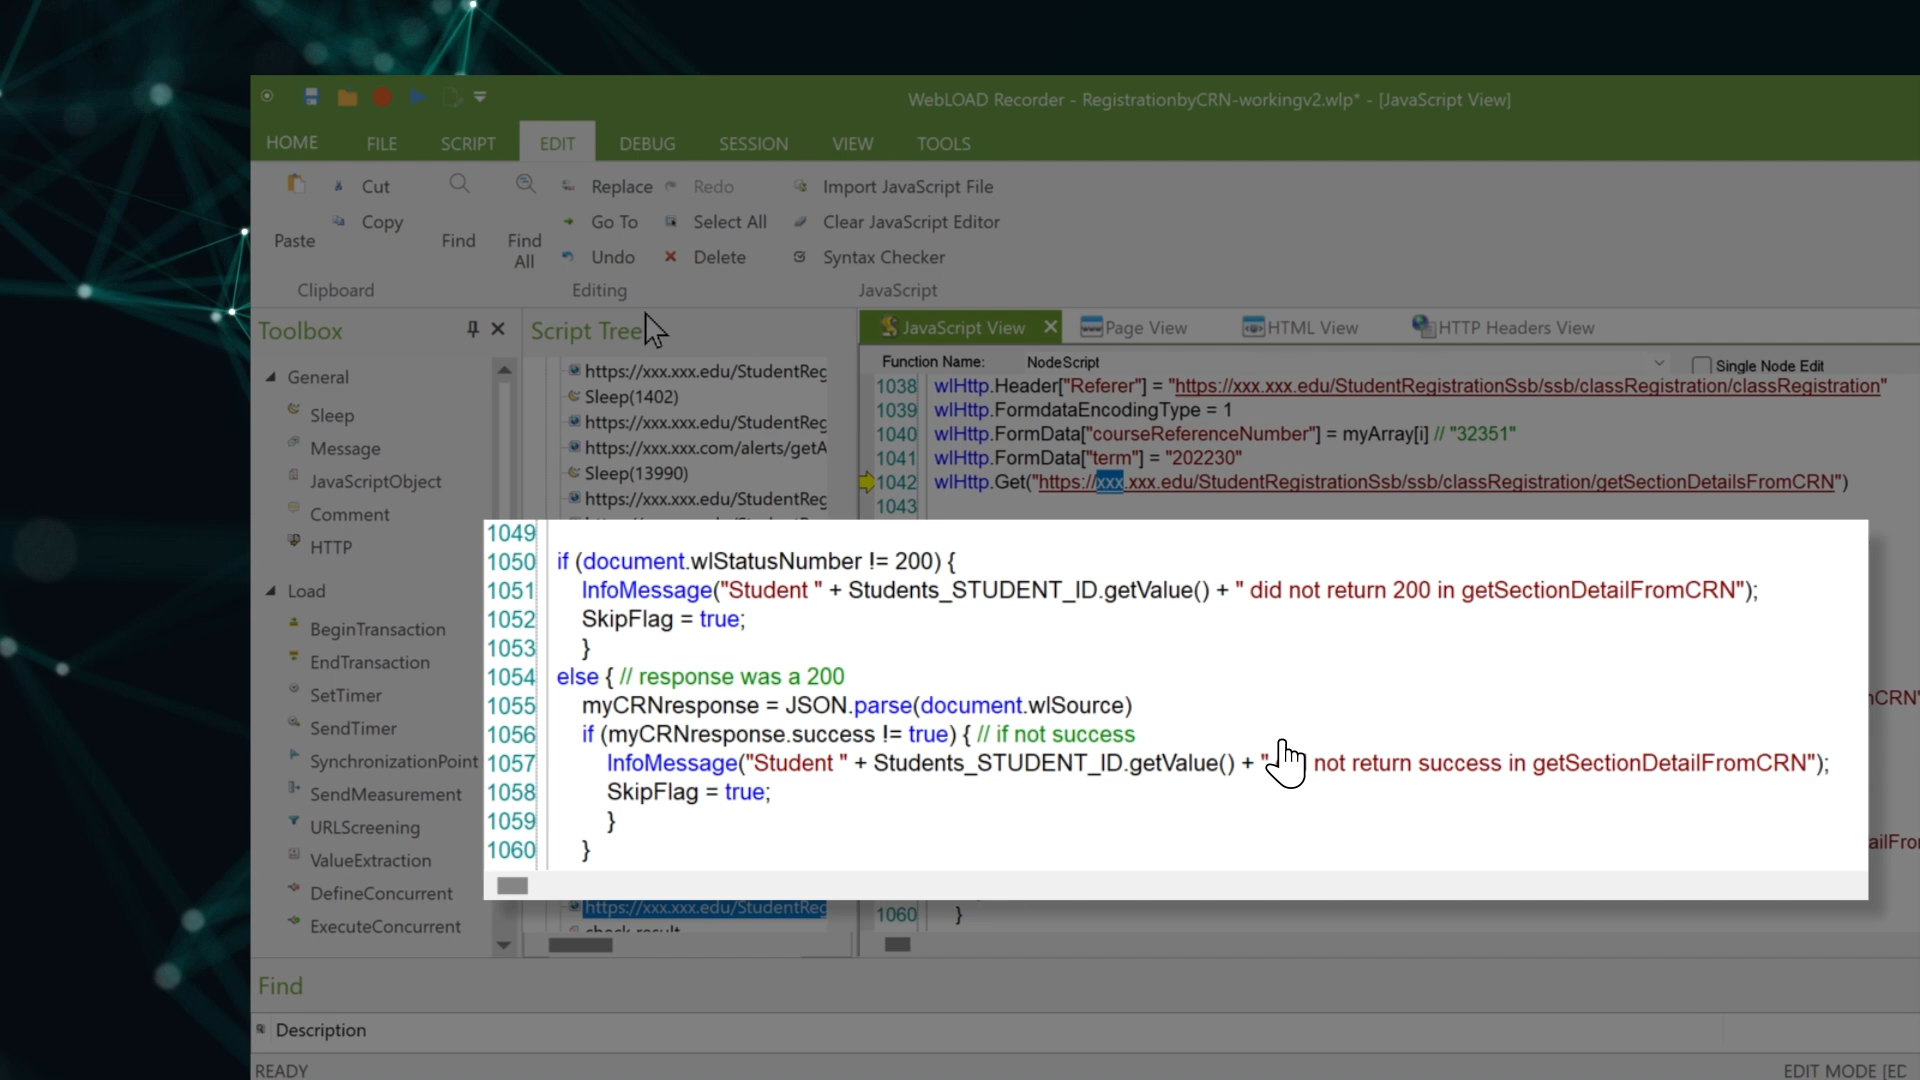 WebLOAD Recorder - RegistrationbyCRN-workingv2.wlp* - [JavaScript View]
HOME FILE SCRIPT EDIT DEBUG SESSION VIEW TOOLS
Cut Replace Redo Import JavaScript File
Copy Go To Select All Clear JavaScript Editor
Paste Find Find All
Undo Delete Syntax Checker
Clipboard Editing JavaScript
Toolbox
General
Sleep
Message
JavaScriptObject
Comment
HTTP
Load
BeginTransaction
EndTransaction
SetTimer
SendTimer
SynchronizationPoint
SendMeasurement
URLScreening
ValueExtraction
DefineConcurrent
ExecuteConcurrent
Script Tree
https://xxx.xxx.edu/StudentReg
Sleep(1402)
https://xxx.xxx.edu/StudentReg
https://xxx.xxx.com/alerts/getA
Sleep(13990)
https://xxx.xxx.edu/StudentReg
https://xxx.xxx.edu/StudentReg
check result
JavaScript View Page View HTML View HTTP Headers View
Function Name: NodeScript Single Node Edit
1038 wlHttp.Header["Referer"] = "https://xxx.xxx.edu/StudentRegistrationSsb/ssb/classRegistration/classRegistration"
1039 wlHttp.FormdataEncodingType = 1
1040 wlHttp.FormData["courseReferenceNumber"] = myArray[i] // "32351"
1041 wlHttp.FormData["term"] = "202230"
1042 wlHttp.Get("https://xxx.xxx.edu/StudentRegistrationSsb/ssb/classRegistration/getSectionDetailsFromCRN")
1043
1049
1050 if (document.wlStatusNumber != 200) {
1051 InfoMessage("Student " + Students_STUDENT_ID.getValue() + " did not return 200 in getSectionDetailFromCRN");
1052 SkipFlag = true;
1053 }
1054 else { // response was a 200
1055 myCRNresponse = JSON.parse(document.wlSource)
1056 if (myCRNresponse.success != true) { // if not success
1057 InfoMessage("Student " + Students_STUDENT_ID.getValue() + " not return success in getSectionDetailFromCRN");
1058 SkipFlag = true;
1059 }
1060 }
1060 }
Find
Description
READY
EDIT MODE [ED